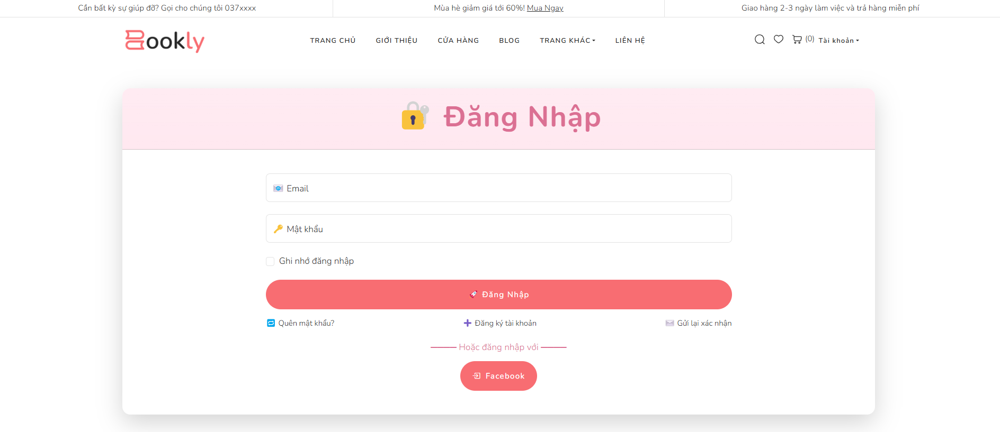 Cần bất kỳ sự giúp đỡ? Gọi cho chúng tôi 037xxxx
Mùa hè giảm giá tới 60%! Mua Ngay
Giao hàng 2-3 ngày làm việc và trả hàng miễn phí
Bookly
TRANG CHỦ
GIỚI THIỆU
CỬA HÀNG
BLOG
TRANG KHÁC
LIÊN HỆ
(0)
Tài khoản
Đăng Nhập
Email
Mật khẩu
Ghi nhớ đăng nhập
Đăng Nhập
Quên mật khẩu?
Đăng ký tài khoản
Gửi lại xác nhận
Hoặc đăng nhập với
Facebook